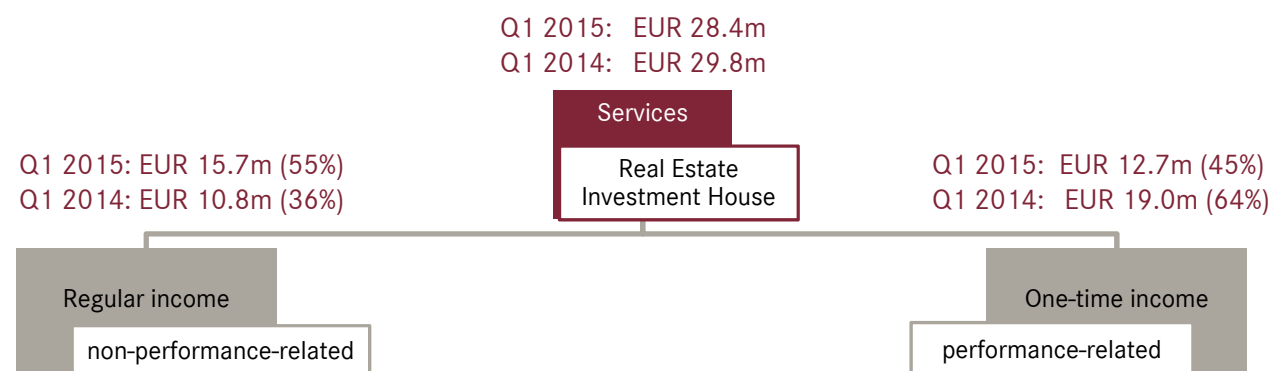 Q1 2015: EUR 28.4m
Q1 2014: EUR 29.8m
Services
Real Estate
Investment House
Q1 2015: EUR 15.7m (55%)
Q1 2014: EUR 10.8m (36%)
Q1 2015: EUR 12.7m (45%)
Q1 2014: EUR 19.0m (64%)
Regular income
non-performance-related
One-time income
performance-related